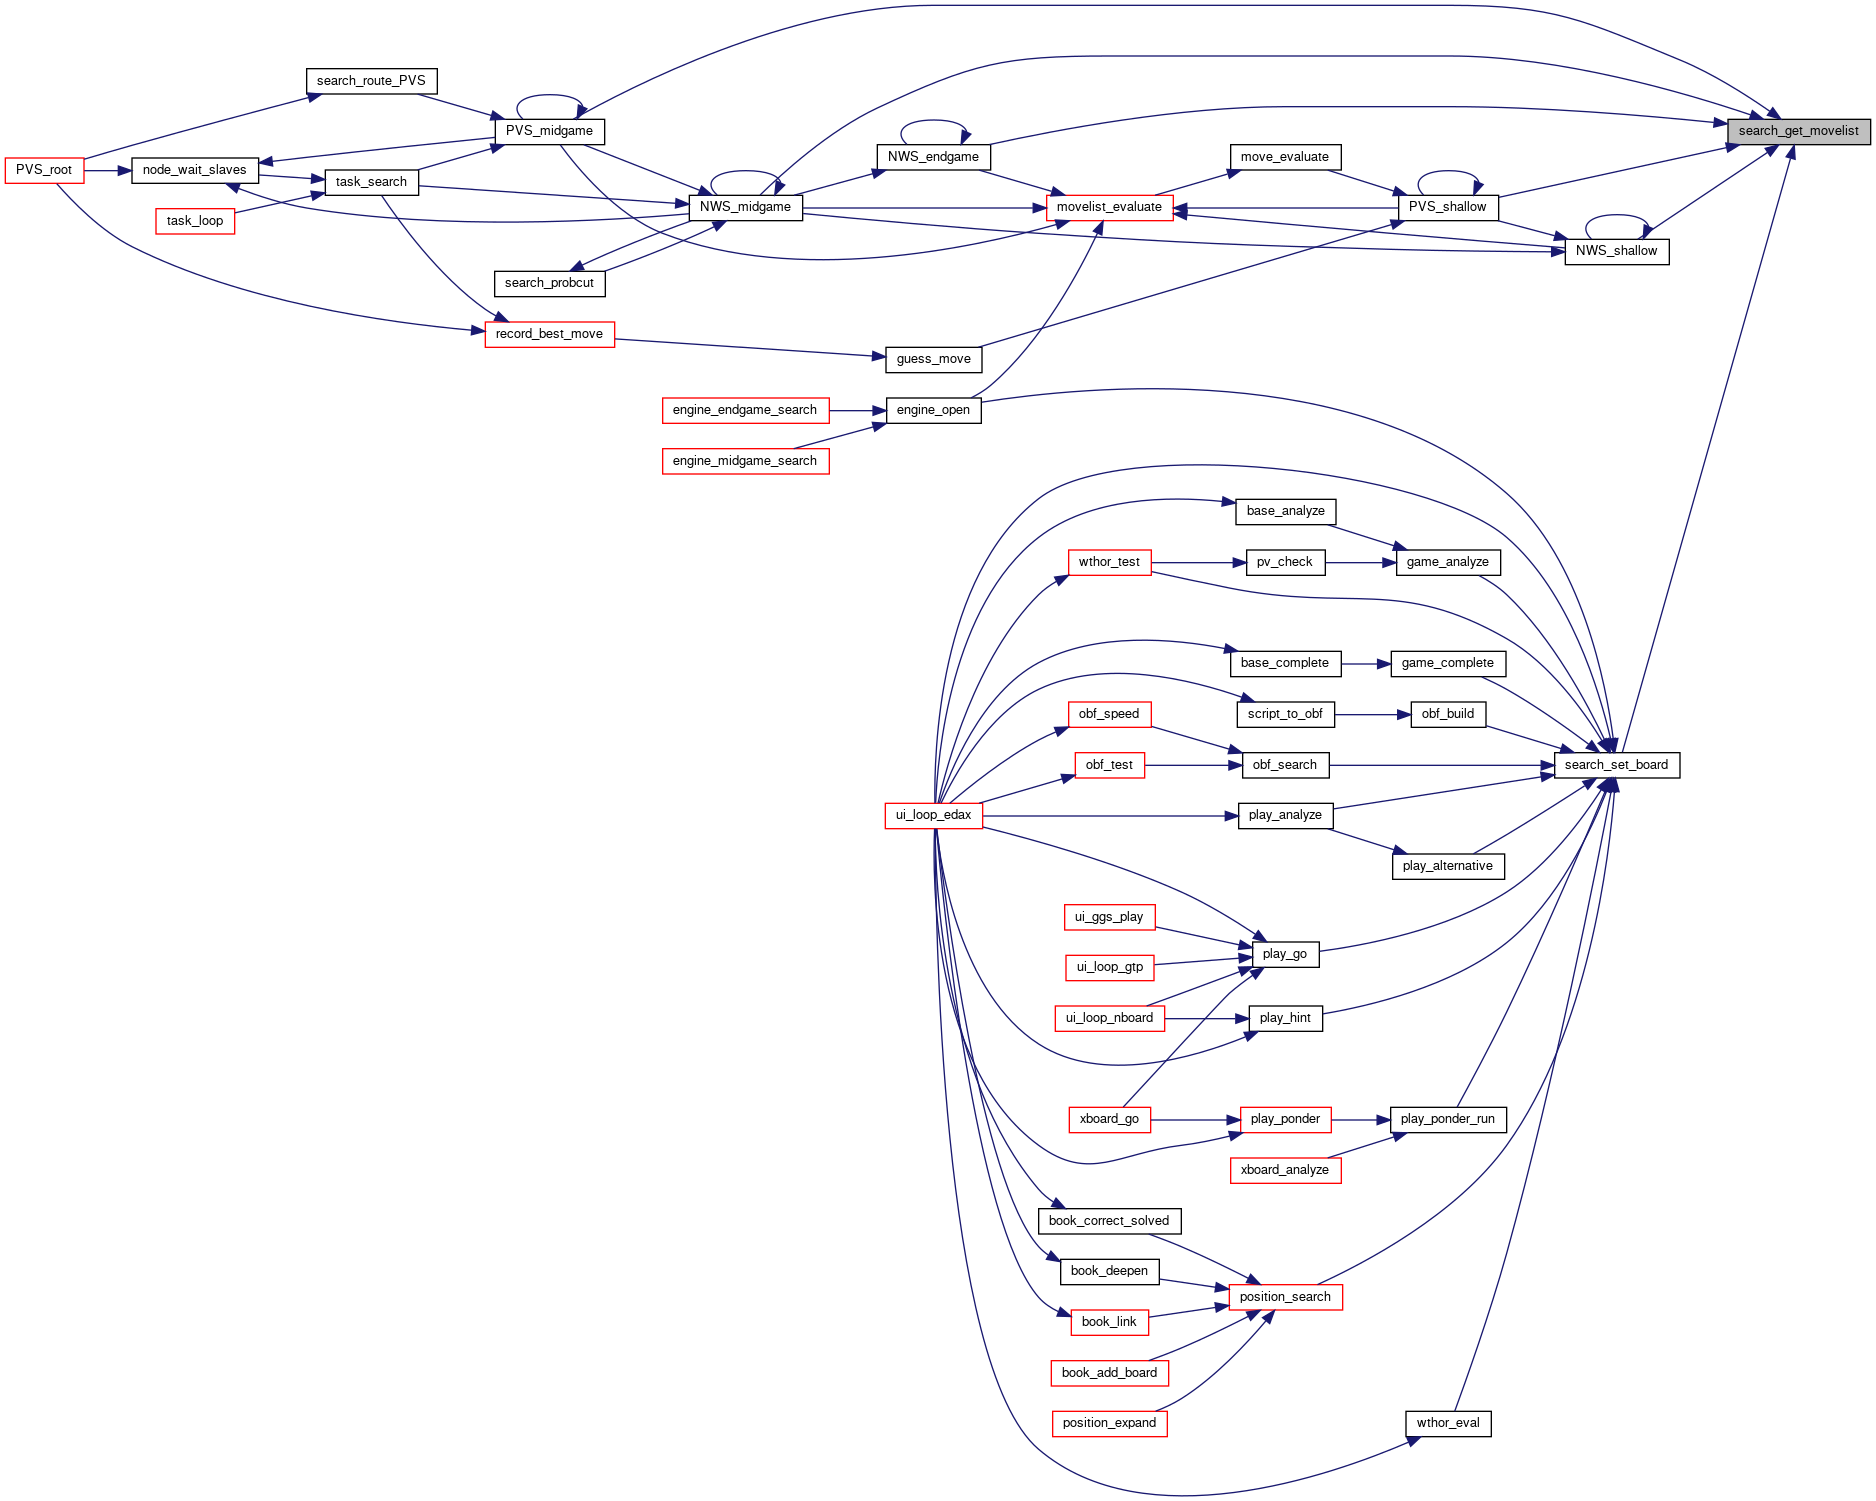 search_route_PVS
PVS_midgame
search_get_movelist
PVS_root
node_wait_slaves
task_search
NWS_endgame
move_evaluate
task_loop
NWS_midgame
movelist_evaluate
PVS_shallow
NWS_shallow
search_probcut
record_best_move
guess_move
engine_endgame_search
engine_open
engine_midgame_search
base_analyze
wthor_test
pv_check
game_analyze
base_complete
game_complete
obf_speed
script_to_obf
obf_build
obf_test
obf_search
search_set_board
ui_loop_edax
play_analyze
play_alternative
ui_ggs_play
play_go
ui_loop_gtp
ui_loop_nboard
play_hint
xboard_go
play_ponder
play_ponder_run
xboard_analyze
book_correct_solved
book_deepen
position_search
book_link
book_add_board
position_expand
wthor_eval